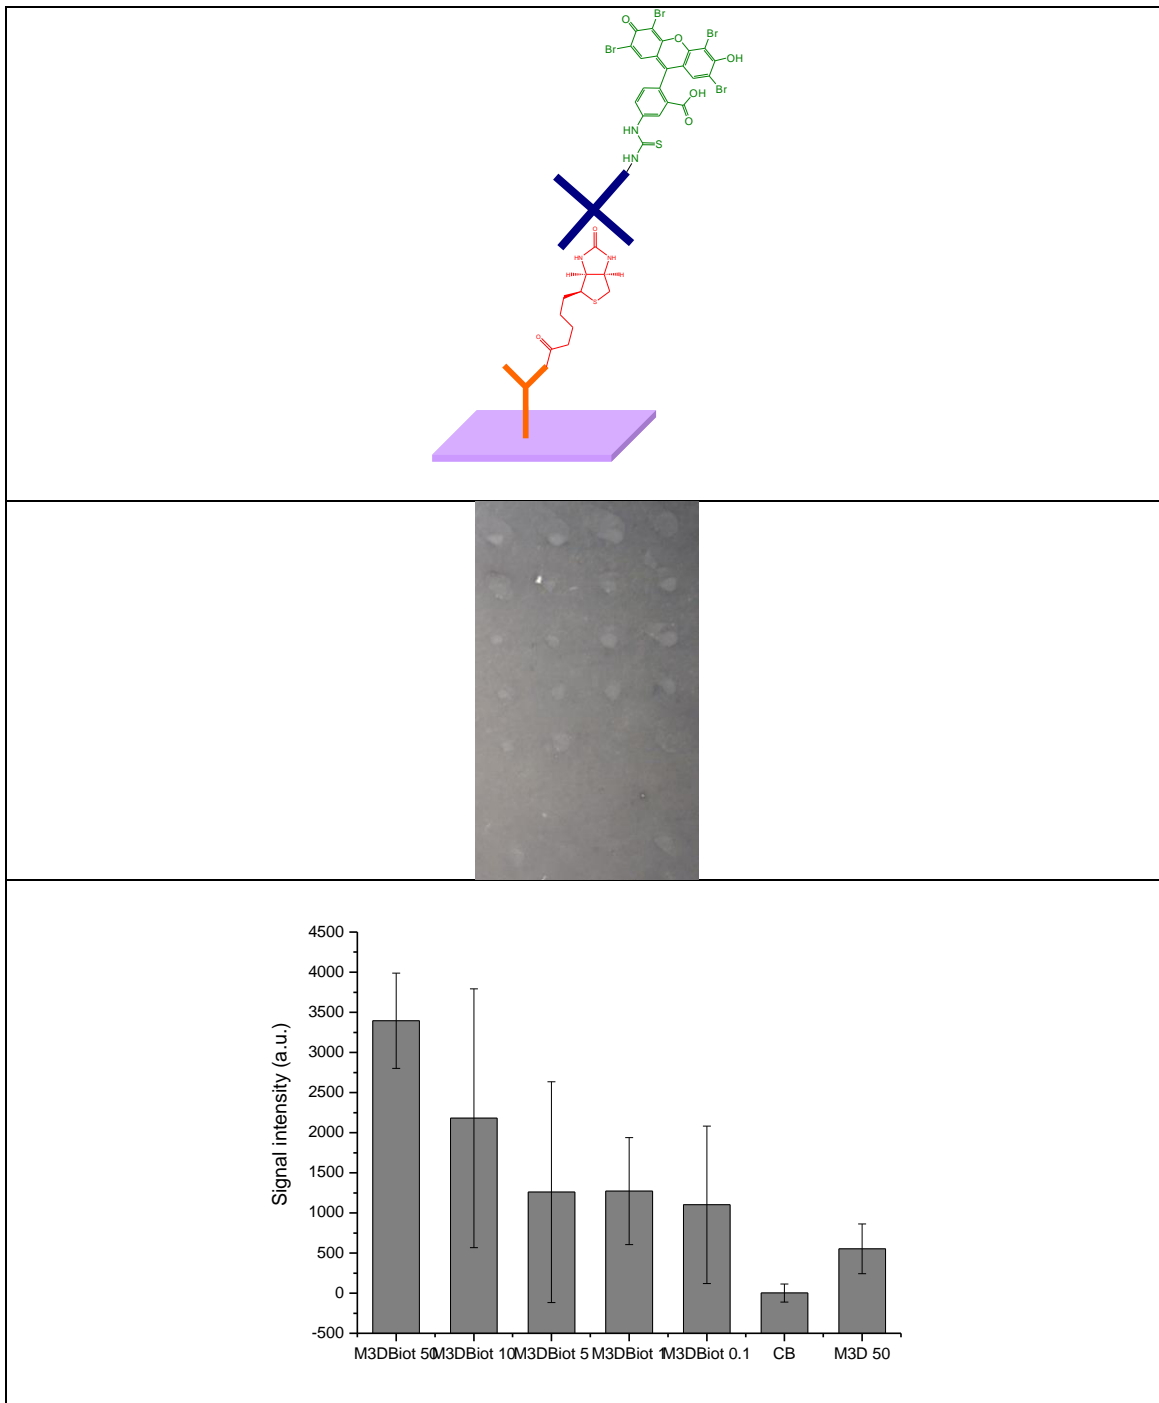 O
Br
Br
O
Br
OH
Br
OH
O
HN
S
HN
O
HN
NH
H
H
S
O
4500
4000
3500
3000
2500
2000
1500
1000
500
0
-500
Signal intensity (a.u.)
M3DBiot 50 M3DBiot 10 M3DBiot 5 M3DBiot 1 M3DBiot 0.1 CB M3D 50